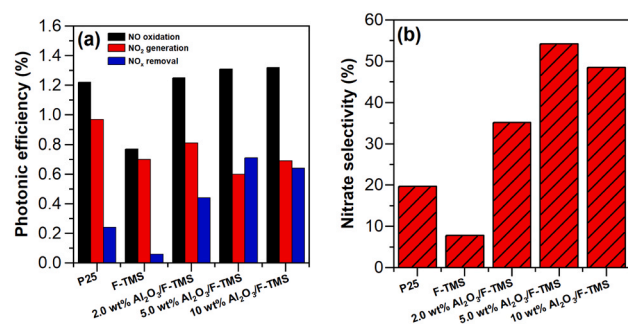 (a)
NO oxidation
NO₂ generation
NOₓ removal
Photonic efficiency (%)
1.6
1.4
1.2
1.0
0.8
0.6
0.4
0.2
0.0
P25
F-TMS
2.0 wt% Al₂O₃/F-TMS
5.0 wt% Al₂O₃/F-TMS
10 wt% Al₂O₃/F-TMS
(b)
Nitrate selectivity (%)
60
50
40
30
20
10
0
P25
F-TMS
2.0 wt% Al₂O₃/F-TMS
5.0 wt% Al₂O₃/F-TMS
10 wt% Al₂O₃/F-TMS